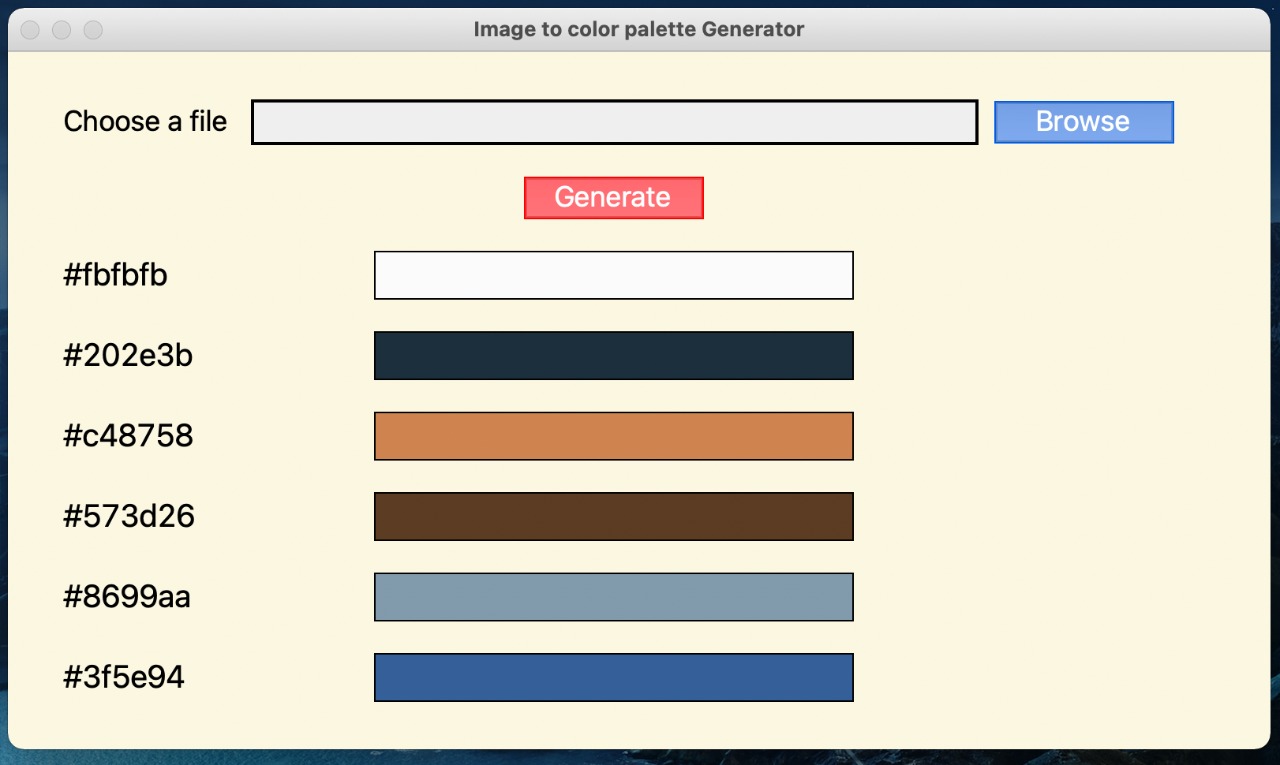 Image to color palette Generator
Choose a file Browse
Generate
#fbfbfb
#202e3b
#c48758
#573d26
#8699aa
#3f5e94